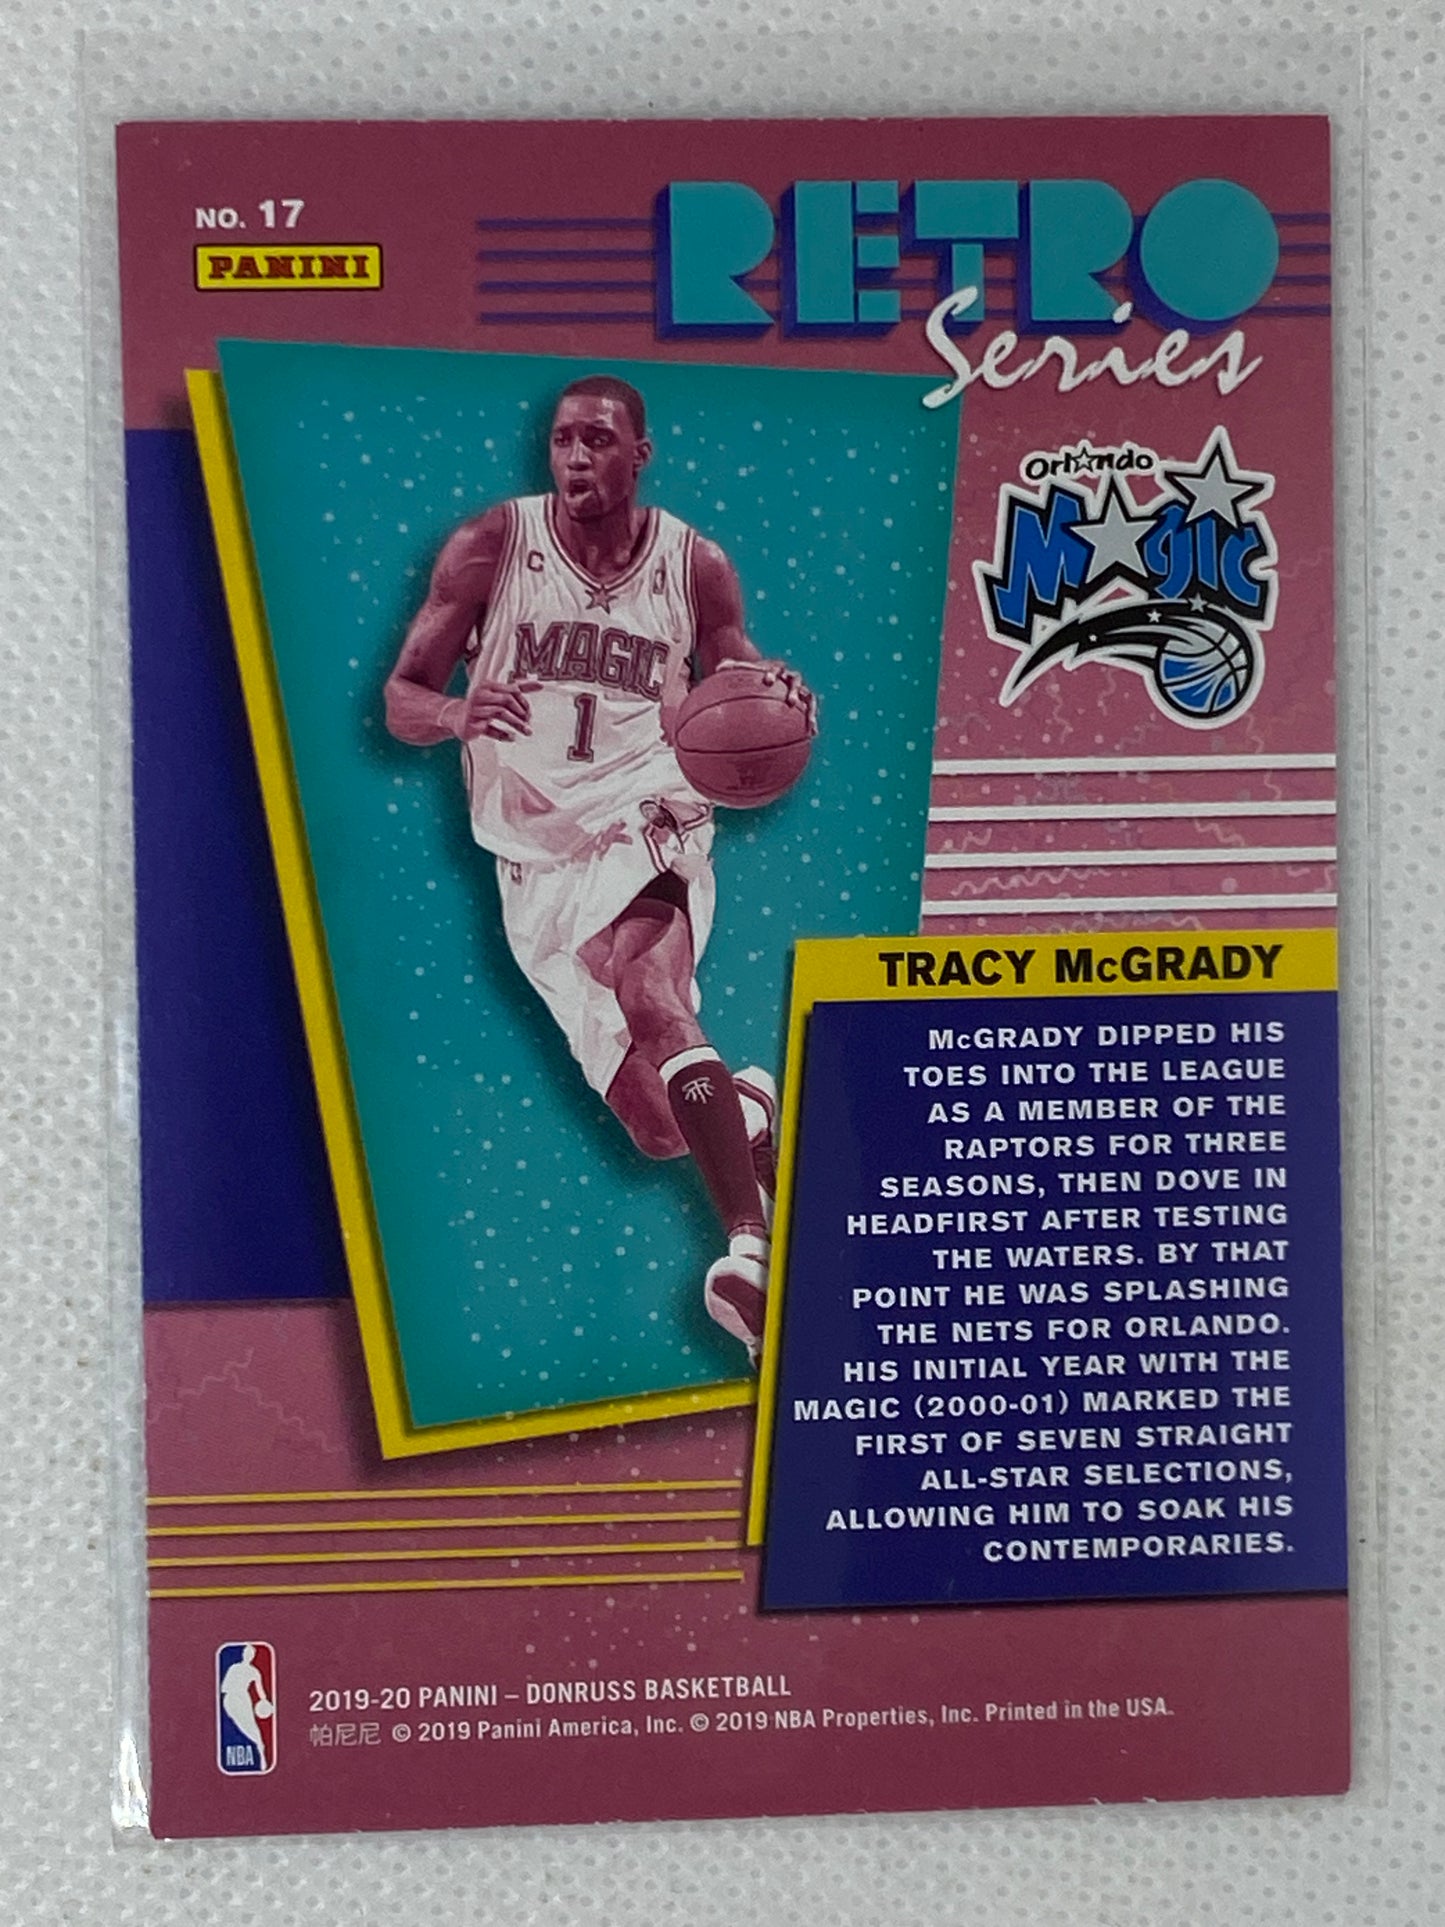 NO. 17
PANINI
RETRO
Series
Orlando
Magic
C
MAGIC
1
TRACY McGRADY
McGRADY DIPPED HIS
TOES INTO THE LEAGUE
AS A MEMBER OF THE
RAPTORS FOR THREE
SEASONS, THEN DOVE IN
HEADFIRST AFTER TESTING
THE WATERS. BY THAT
POINT HE WAS SPLASHING
THE NETS FOR ORLANDO.
HIS INITIAL YEAR WITH THE
MAGIC (2000-01) MARKED THE
FIRST OF SEVEN STRAIGHT
ALL-STAR SELECTIONS,
ALLOWING HIM TO SOAK HIS
CONTEMPORARIES.
NBA
2019-20 PANINI – DONRUSS BASKETBALL
帕尼尼 © 2019 Panini America, Inc. © 2019 NBA Properties, Inc. Printed in the USA.